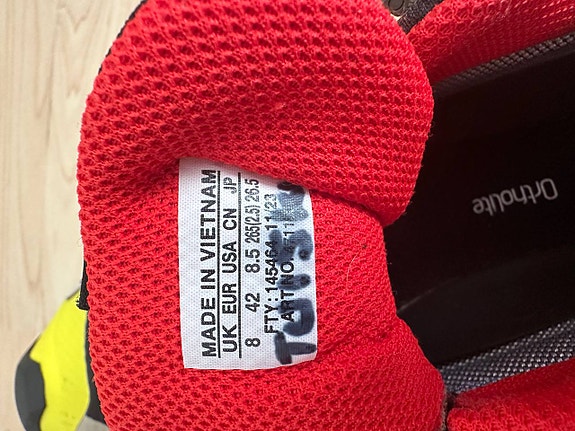 MADE IN VIETNAM
UK EUR USA CN JP
8 42 8.5 265(2.5) 26.5
FTY: 145464 11/23
ART NO.
Ortholite